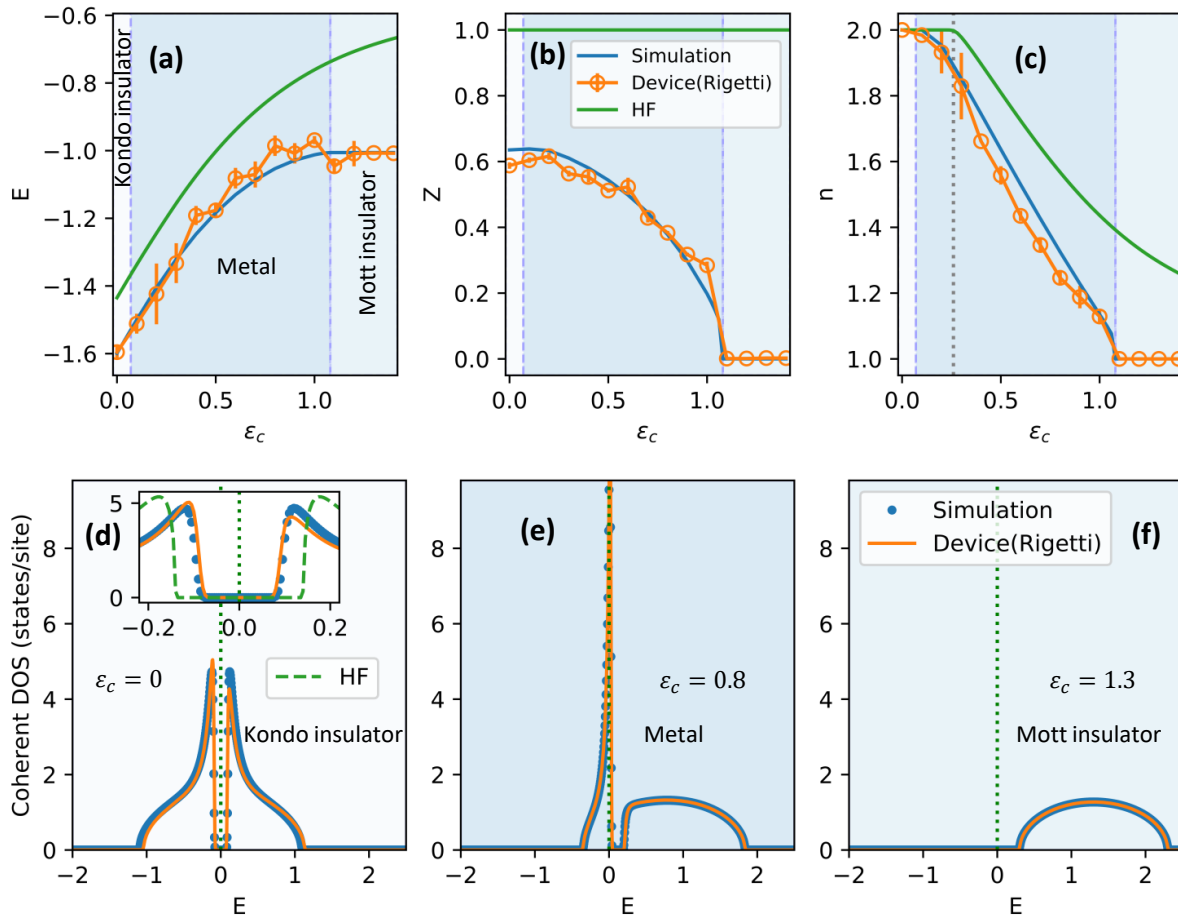 (a)
Kondo insulator
Metal
Mott insulator
E
−0.6
−0.8
−1.0
−1.2
−1.4
−1.6
0.0 0.5 1.0
ε_c
(b)
Simulation
Device(Rigetti)
HF
Z
1.0
0.8
0.6
0.4
0.2
0.0
0.0 0.5 1.0
ε_c
(c)
n
2.0
1.8
1.6
1.4
1.2
1.0
0.0 0.5 1.0
ε_c
(d)
5
0
−0.2 0.0 0.2
HF
ε_c = 0
Kondo insulator
Coherent DOS (states/site)
8
6
4
2
0
−2 −1 0 1 2
E
(e)
ε_c = 0.8
Metal
8
6
4
2
0
−2 −1 0 1 2
E
Simulation
Device(Rigetti)
(f)
ε_c = 1.3
Mott insulator
8
6
4
2
0
−2 −1 0 1 2
E